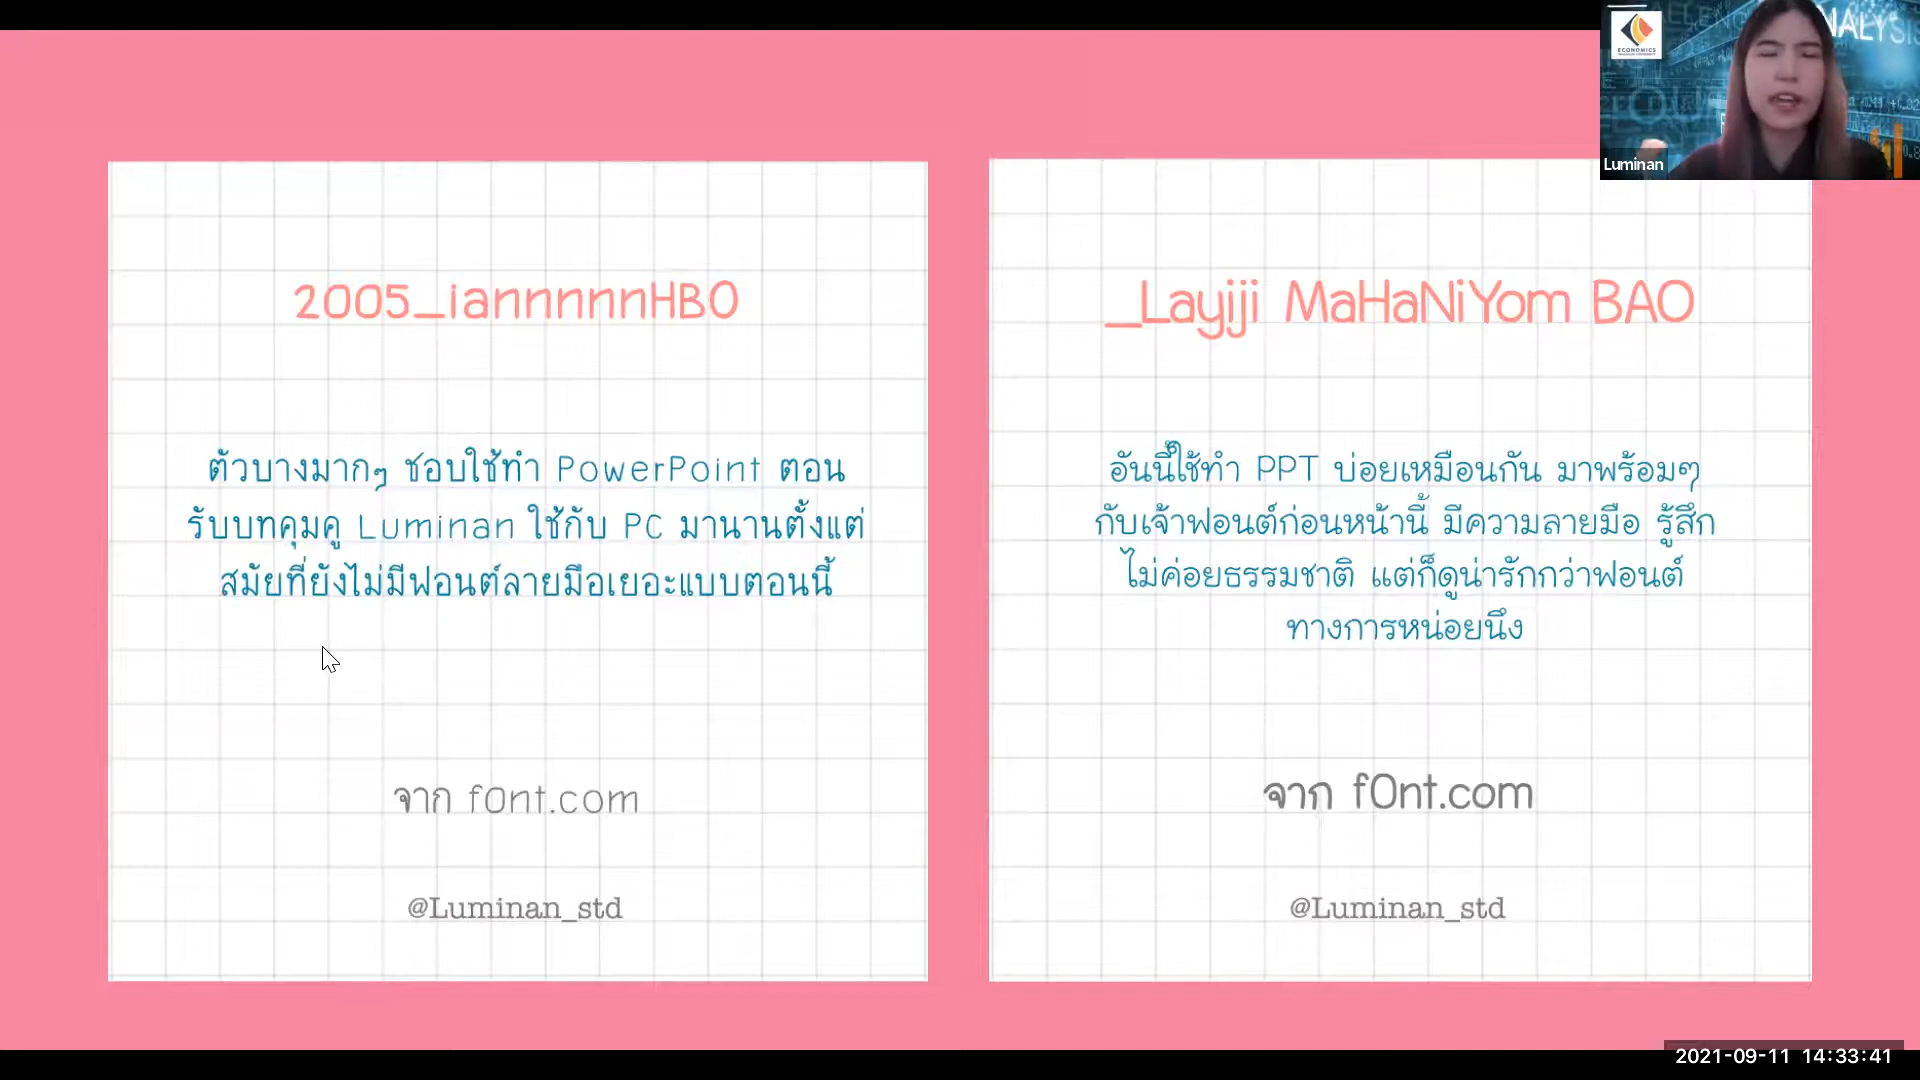 2005_iannnnnHBO
ตัวบางมากๆ ชอบใช้ทำ PowerPoint ตอน
รับบทคุมคู Luminan ใช้กับ PC มานานตั้งแต่
สมัยที่ยังไม่มีฟอนต์ลายมือเยอะแบบตอนนี้
จาก f0nt.com
@Luminan_std
_Layiji MaHaNiYom BAO
อันนี้ใช้ทำ PPT บ่อยเหมือนกัน มาพร้อมๆ
กับเจ้าฟอนต์ก่อนหน้านี้ มีความลายมือ รู้สึก
ไม่ค่อยธรรมชาติ แต่ก็ดูน่ารักกว่าฟอนต์
ทางการหน่อยนึง
จาก f0nt.com
@Luminan_std
ECONOMICS
Luminan
2021-09-11 14:33:41